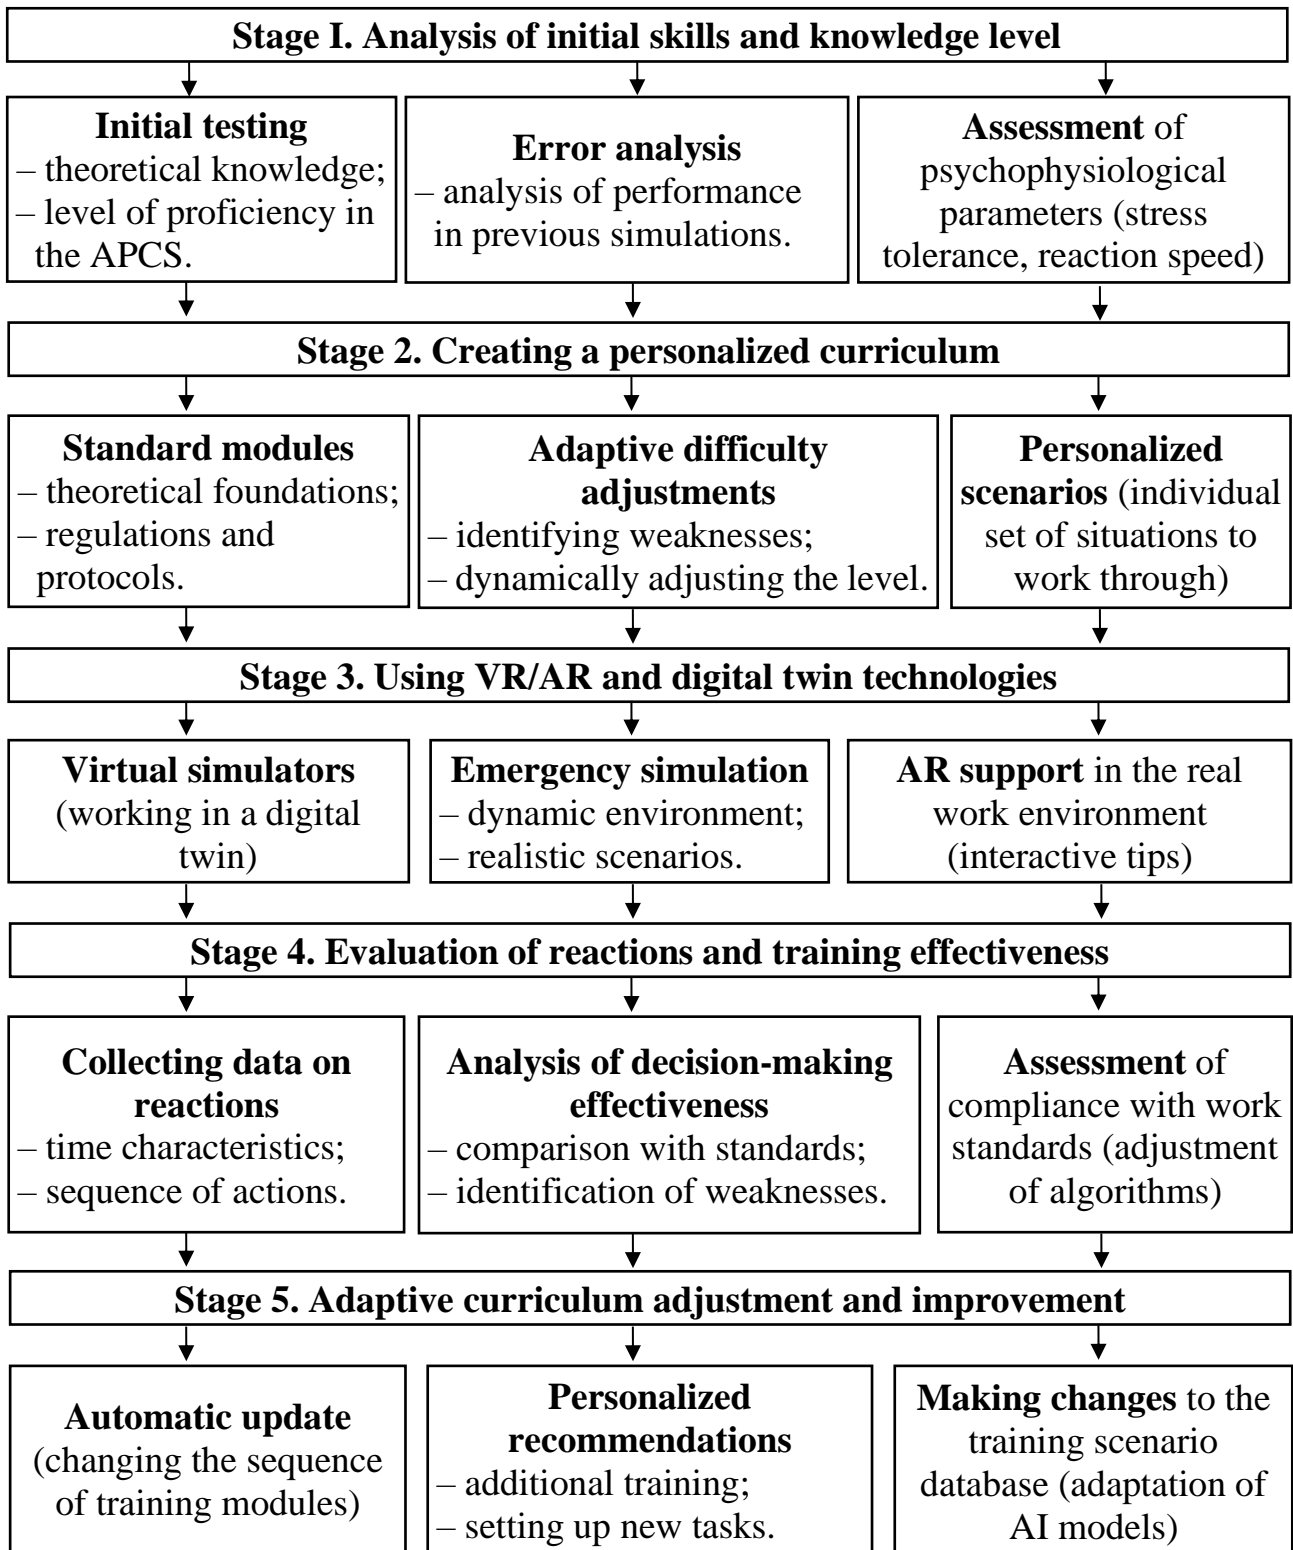 Stage I. Analysis of initial skills and knowledge level
Initial testing
– theoretical knowledge;
– level of proficiency in
the APCS.
Error analysis
– analysis of performance
in previous simulations.
Assessment of
psychophysiological
parameters (stress
tolerance, reaction speed)
Stage 2. Creating a personalized curriculum
Standard modules
– theoretical foundations;
– regulations and
protocols.
Adaptive difficulty
adjustments
– identifying weaknesses;
– dynamically adjusting the level.
Personalized
scenarios (individual
set of situations to
work through)
Stage 3. Using VR/AR and digital twin technologies
Virtual simulators
(working in a digital
twin)
Emergency simulation
– dynamic environment;
– realistic scenarios.
AR support in the real
work environment
(interactive tips)
Stage 4. Evaluation of reactions and training effectiveness
Collecting data on
reactions
– time characteristics;
– sequence of actions.
Analysis of decision-making
effectiveness
– comparison with standards;
– identification of weaknesses.
Assessment of
compliance with work
standards (adjustment
of algorithms)
Stage 5. Adaptive curriculum adjustment and improvement
Automatic update
(changing the sequence
of training modules)
Personalized
recommendations
– additional training;
– setting up new tasks.
Making changes to the
training scenario
database (adaptation of
AI models)